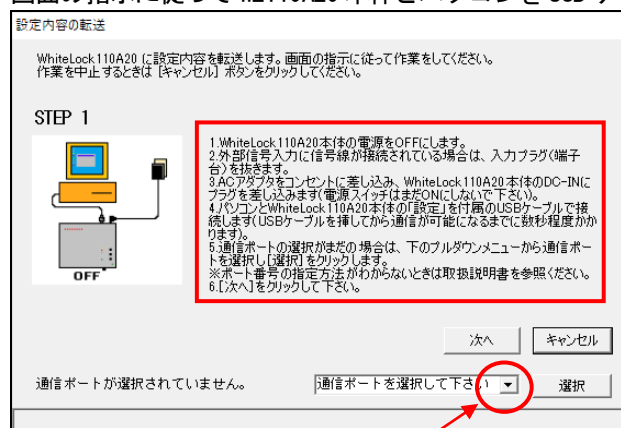 設定内容の転送
WhiteLock110A20 に設定内容を転送します。画面の指示に従って作業をしてください。
作業を中止するときは [キャンセル] ボタンをクリックしてください。
STEP 1
1.WhiteLock110A20本体の電源をOFFにします。
2.外部信号入力に信号線が接続されている場合は、入力プラグ(端子
台)を抜きます。
3.ACアダプタをコンセントに差し込み、WhiteLock110A20本体のDC-INに
プラグを差します(電源スイッチはまだONにしないで下さい)。
4.パソコンとWhiteLock110A20本体の「設定」を付属のUSBケーブルで接
続します(USBケーブルを挿してから通信が可能になるまでに数秒程度かか
ります)。
5.通信ポートの選択がまだの場合は、下のプルダウンメニューから通信ポー
トを選択し[選択]をクリックします。
※ポート番号の指定方法がわからないときは取扱説明書を参照ください。
6.[次へ]をクリックして下さい。
OFF
次へ
キャンセル
通信ポートが選択されていません。
通信ポートを選択して下さい
選択